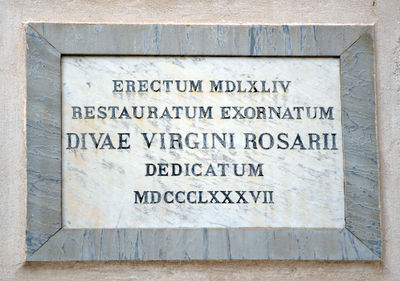 ERECTUM MDLXLIV
RESTAURATUM EXORNATUM
DIVAE VIRGINI ROSARII
DEDICATUM
MDCCCLXXXVII